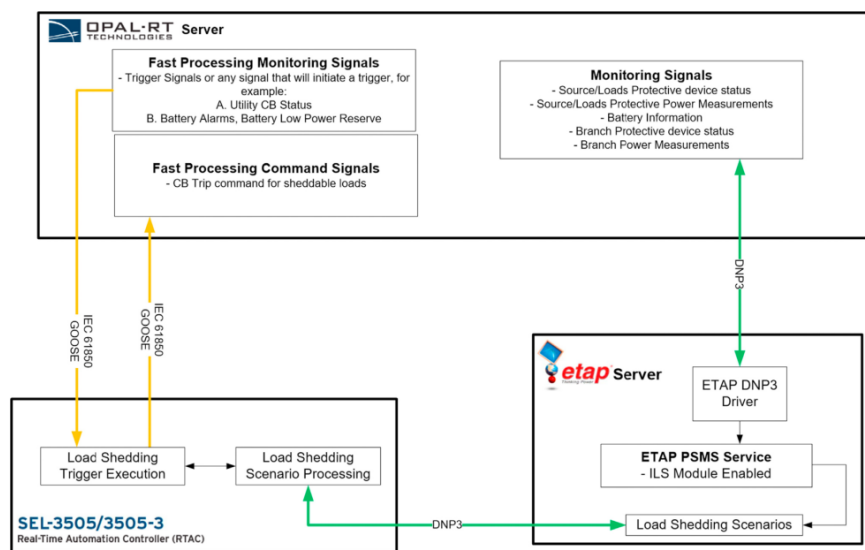 OPAL-RT
TECHNOLOGIES
Server
Fast Processing Monitoring Signals
- Trigger Signals or any signal that will initiate a trigger, for
example:
A. Utility CB Status
B. Battery Alarms, Battery Low Power Reserve
Fast Processing Command Signals
- CB Trip command for sheddable loads
Monitoring Signals
- Source/Loads Protective device status
- Source/Loads Protective Power Measurements
- Battery Information
- Branch Protective device status
- Branch Power Measurements
DNP3
IEC 61850
GOOSE
IEC 61850
GOOSE
etap Server
Thinking Power
ETAP DNP3
Driver
ETAP PSMS Service
- ILS Module Enabled
Load Shedding Scenarios
Load Shedding
Trigger Execution
Load Shedding
Scenario Processing
DNP3
SEL-3505/3505-3
Real-Time Automation Controller (RTAC)